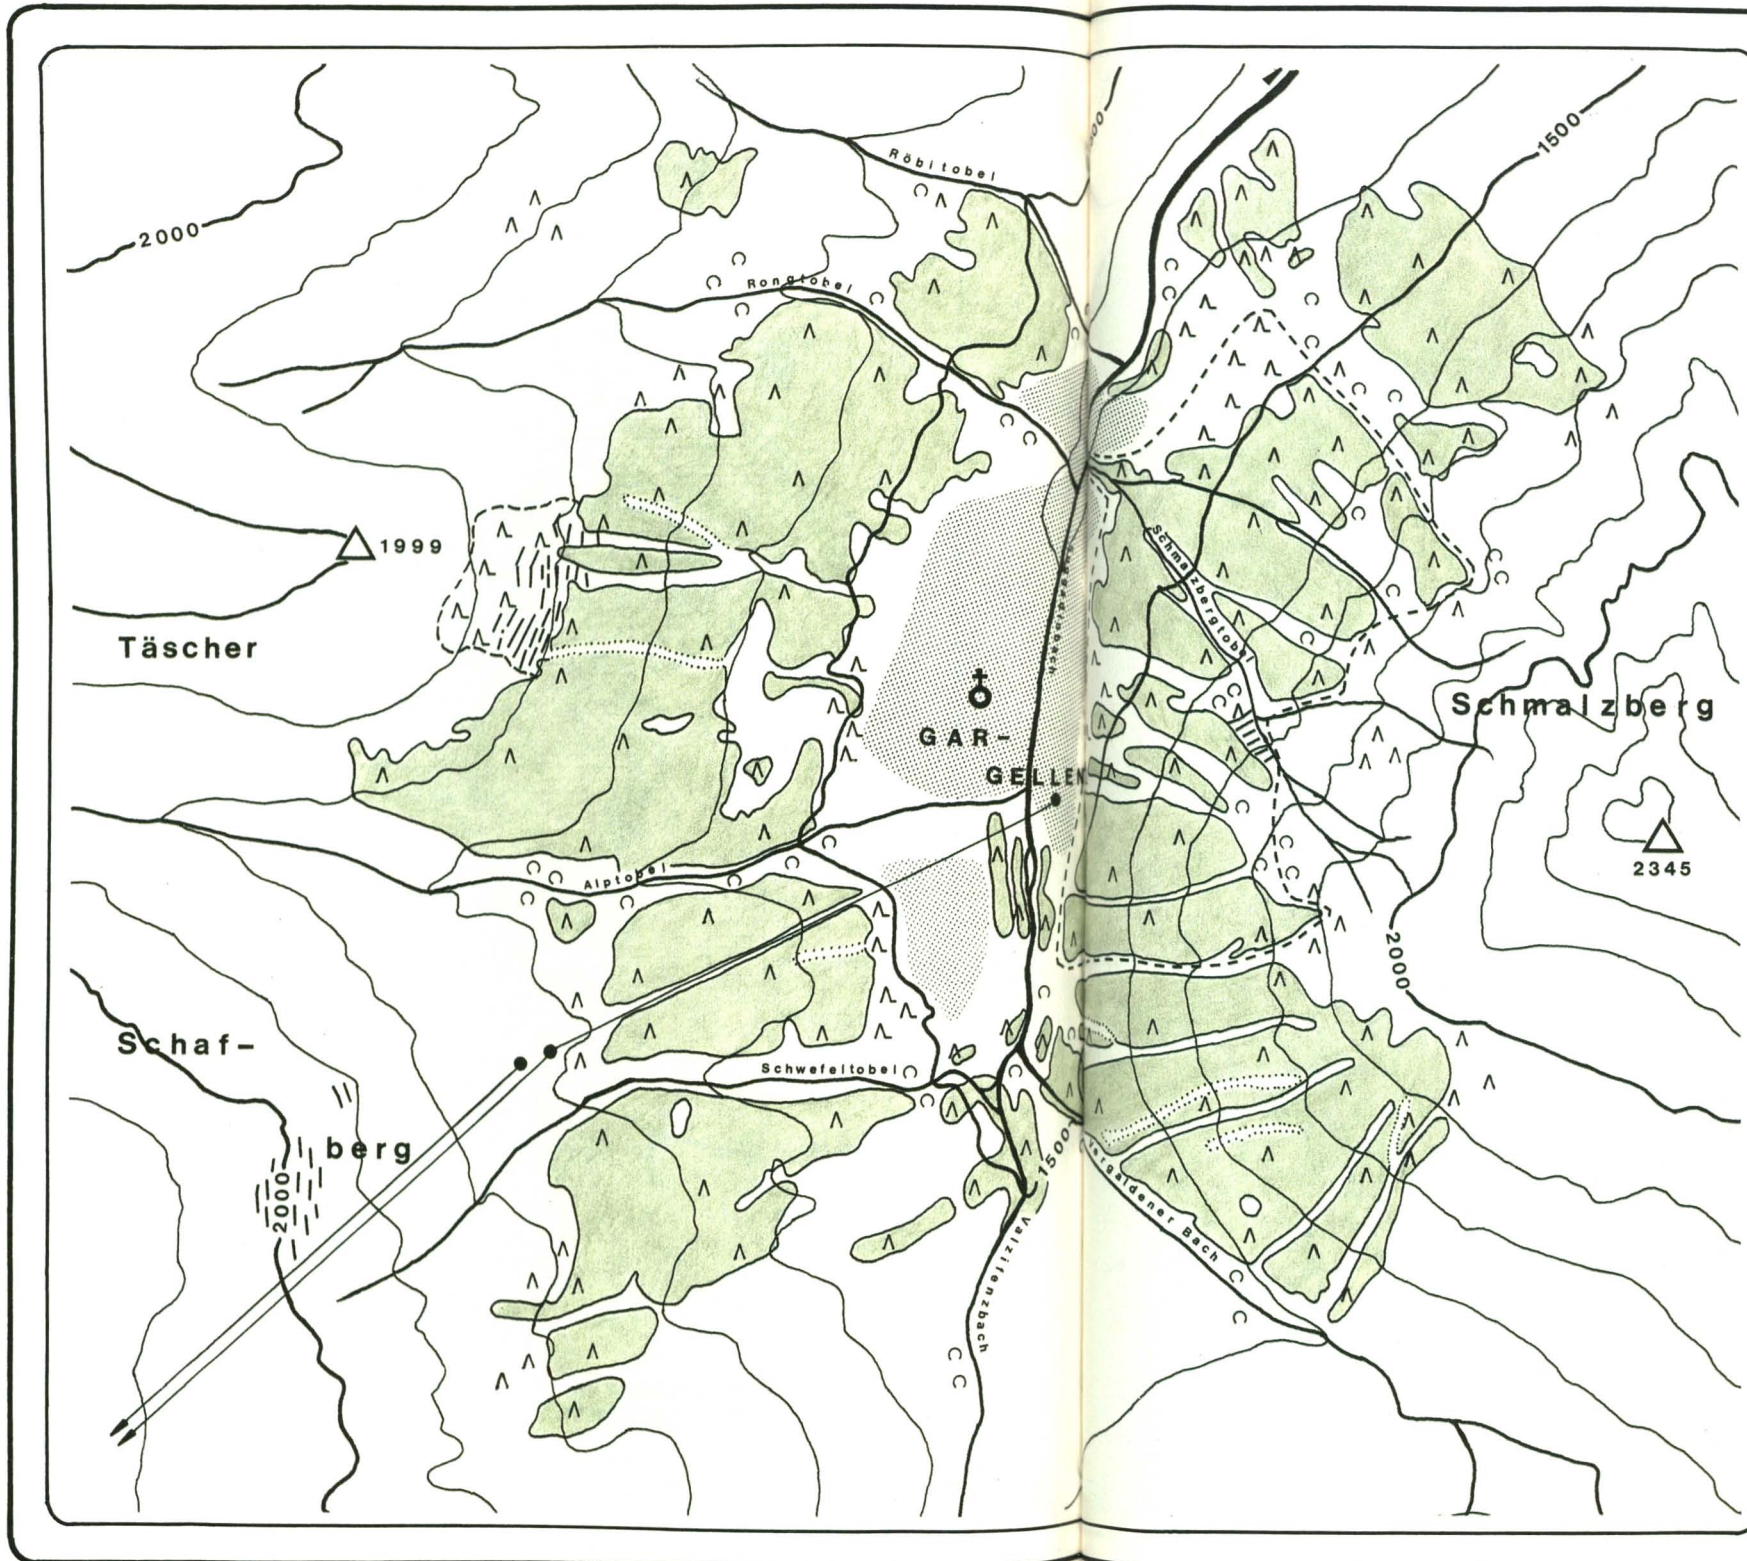 Röbitobel
1500
2000
Rongtobel
1999
Täscher
Schmalzbergtobel
Schmalzberg
GAR-
GELLEN
2345
Alptobel
2000
Schaf-
berg
Schwefeltobel
2000
1500
Vergaldener Bach
Valzifenzbach